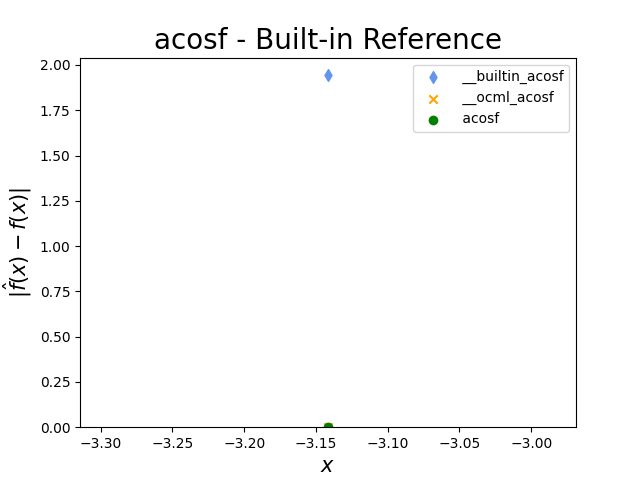 acosf - Built-in Reference
|f̂(x) − f(x)|
2.00
1.75
1.50
1.25
1.00
0.75
0.50
0.25
0.00
__builtin_acosf
__ocml_acosf
acosf
−3.30 −3.25 −3.20 −3.15 −3.10 −3.05 −3.00
x